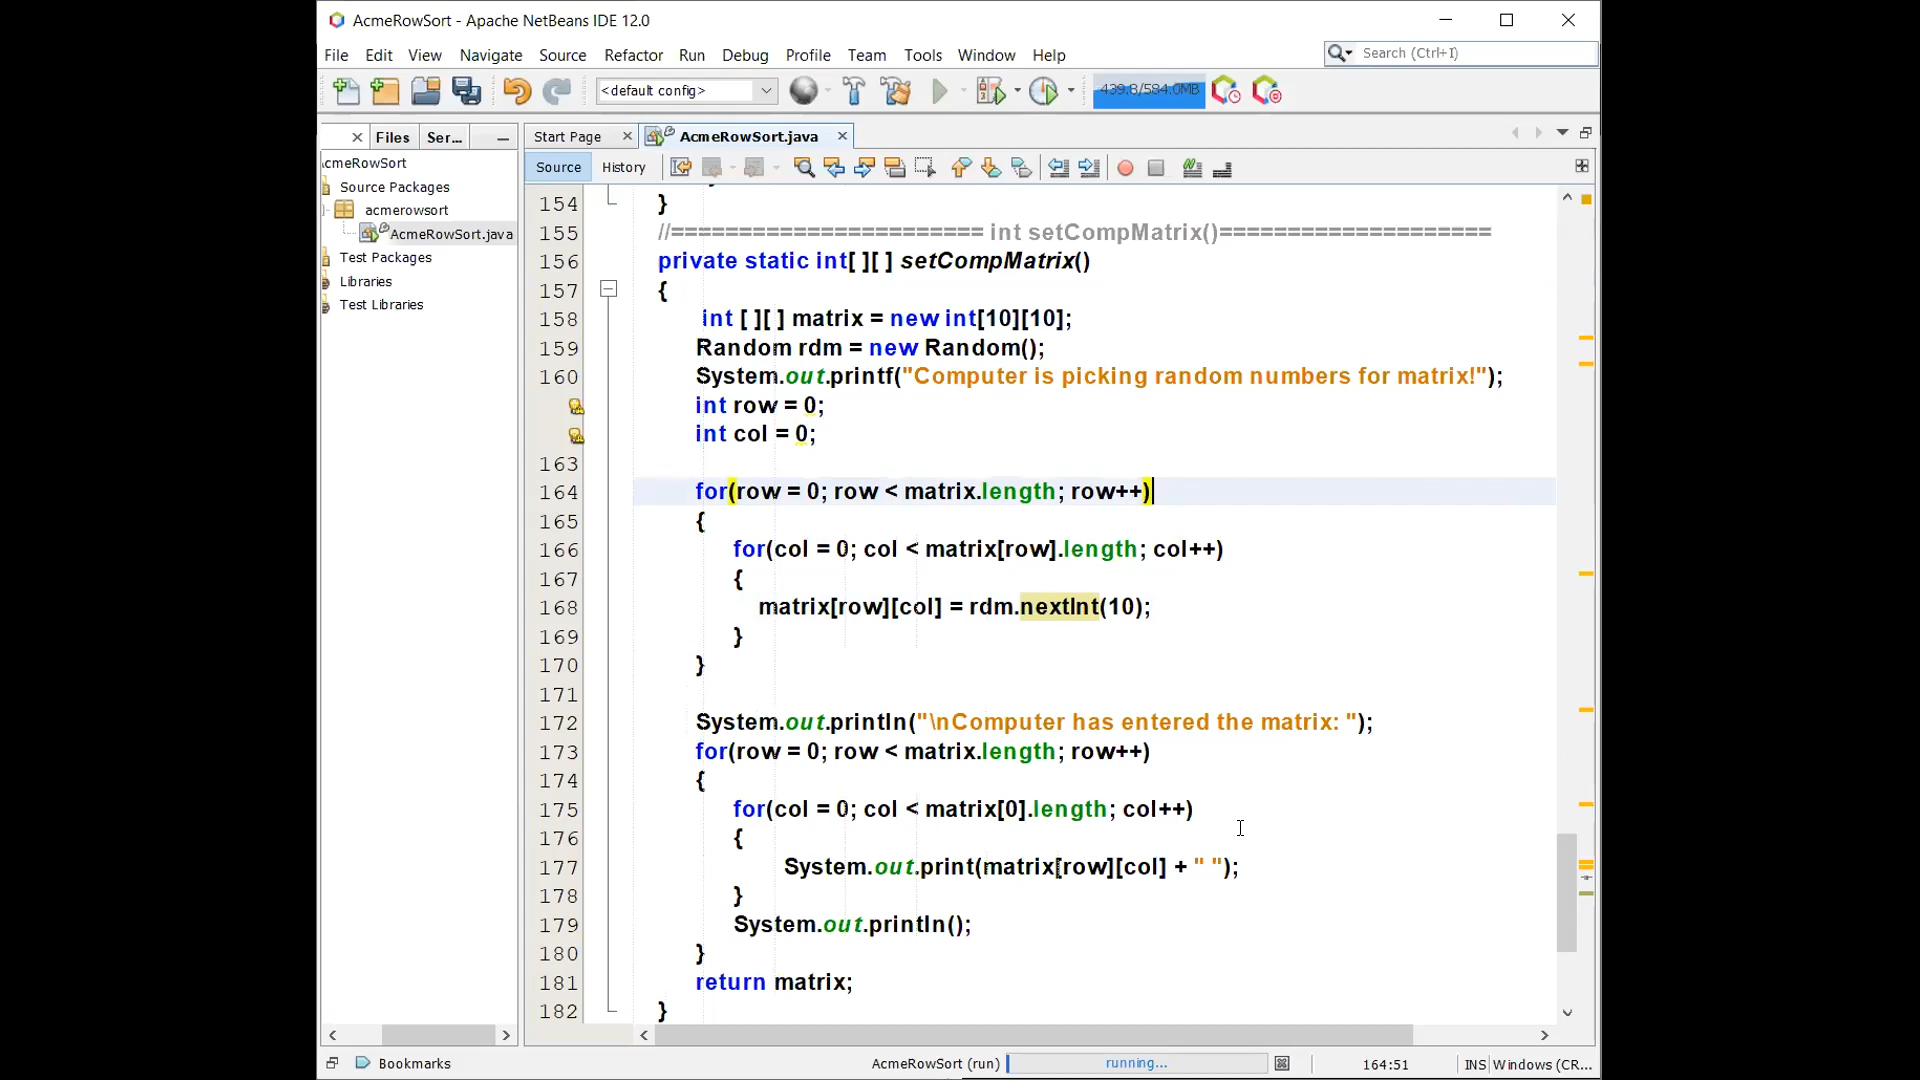 AcmeRowSort - Apache NetBeans IDE 12.0
File Edit View Navigate Source Refactor Run Debug Profile Team Tools Window Help
Search (Ctrl+I)
<default config>
439.8/584.0MB
Files Ser...
Start Page AcmeRowSort.java
Source History
cmeRowSort
Source Packages
acmerowsort
AcmeRowSort.java
Test Packages
Libraries
Test Libraries
154 }
155 //======================= int setCompMatrix()====================
156 private static int[ ][ ] setCompMatrix()
157 {
158 int [ ][ ] matrix = new int[10][10];
159 Random rdm = new Random();
160 System.out.printf("Computer is picking random numbers for matrix!");
int row = 0;
int col = 0;
163
164 for(row = 0; row < matrix.length; row++)
165 {
166 for(col = 0; col < matrix[row].length; col++)
167 {
168 matrix[row][col] = rdm.nextInt(10);
169 }
170 }
171
172 System.out.println("\nComputer has entered the matrix: ");
173 for(row = 0; row < matrix.length; row++)
174 {
175 for(col = 0; col < matrix[0].length; col++)
176 {
177 System.out.print(matrix[row][col] + " ");
178 }
179 System.out.println();
180 }
181 return matrix;
182 }
Bookmarks
AcmeRowSort (run) running... 164:51 INS Windows (CR...